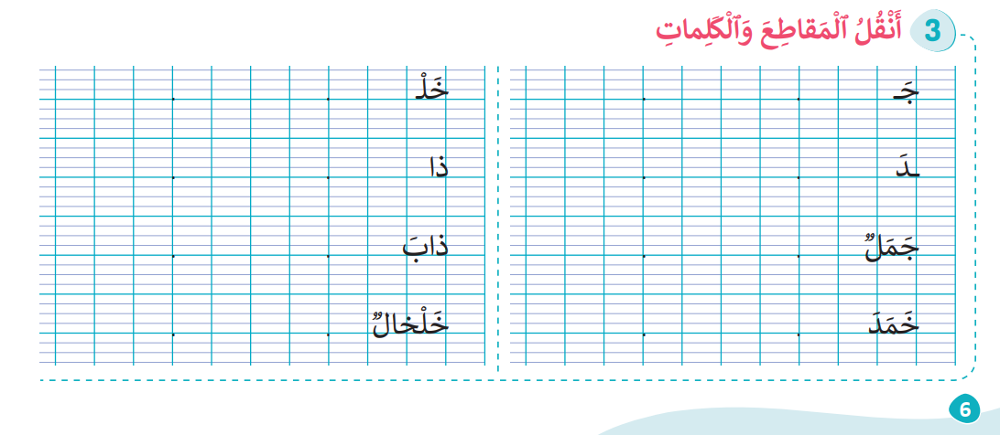 3 أَنْقُلُ ٱلْمَقاطِعَ وَٱلْكَلِماتِ
جَـ
ـدَ
جَمَلٌ
خَمَدَ
خَلْـ
ذا
ذابَ
خَلْخالٌ
6